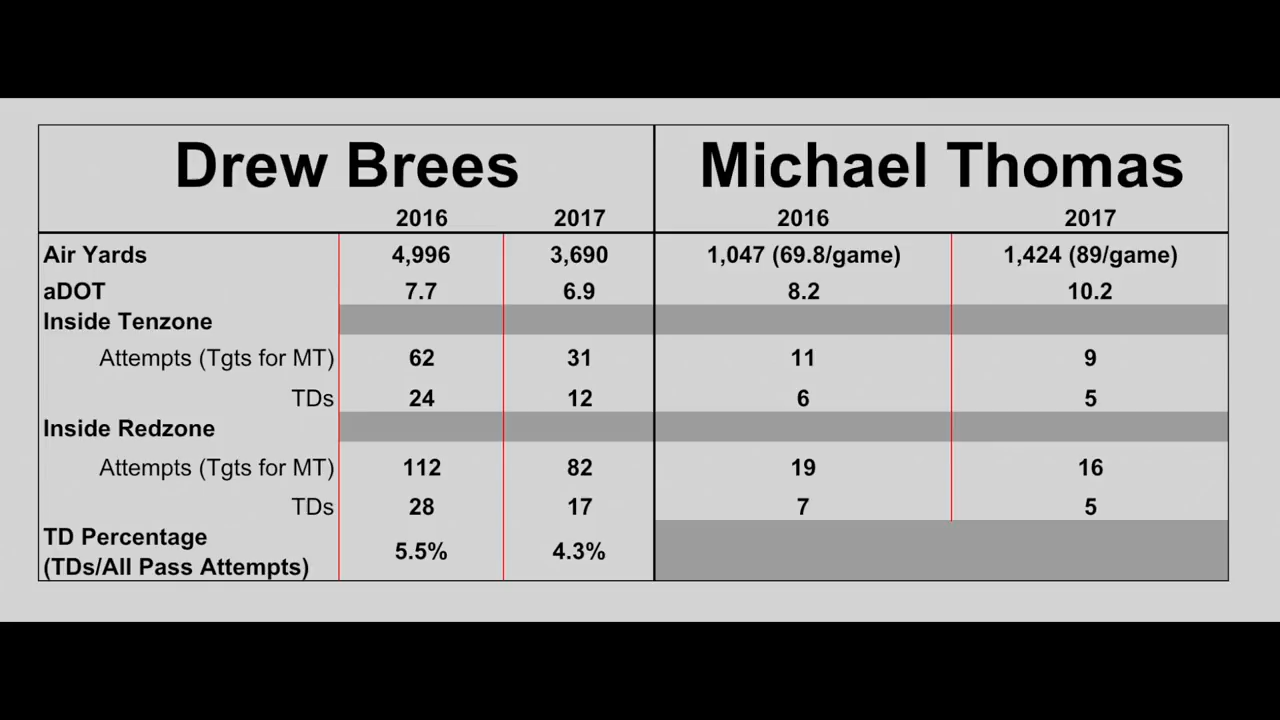 Drew Brees Michael Thomas
2016 2017 2016 2017
Air Yards 4,996 3,690 1,047 (69.8/game) 1,424 (89/game)
aDOT 7.7 6.9 8.2 10.2
Inside Tenzone
Attempts (Tgts for MT) 62 31 11 9
TDs 24 12 6 5
Inside Redzone
Attempts (Tgts for MT) 112 82 19 16
TDs 28 17 7 5
TD Percentage
(TDs/All Pass Attempts) 5.5% 4.3%